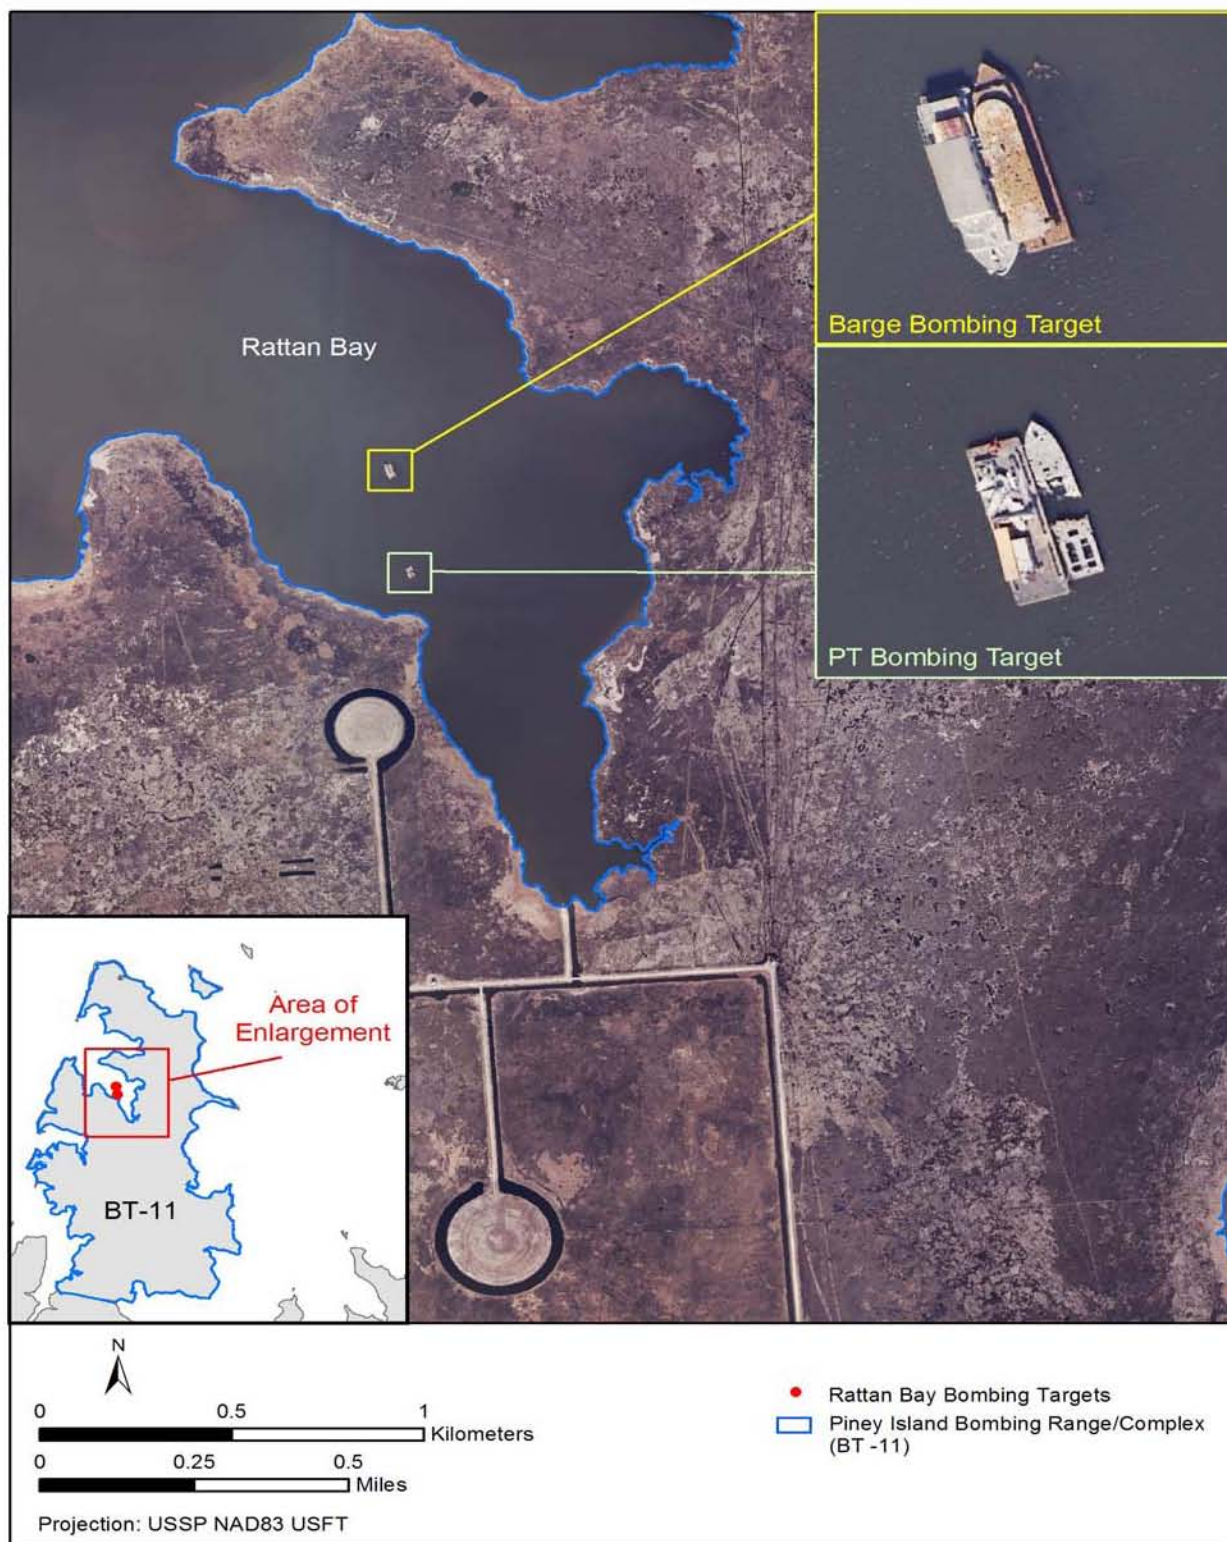 Rattan Bay
Barge Bombing Target
PT Bombing Target
Area of
Enlargement
BT-11
N
0 0.5 1
Kilometers
0 0.25 0.5
Miles
Projection: USSP NAD83 USFT
Rattan Bay Bombing Targets
Piney Island Bombing Range/Complex
(BT -11)